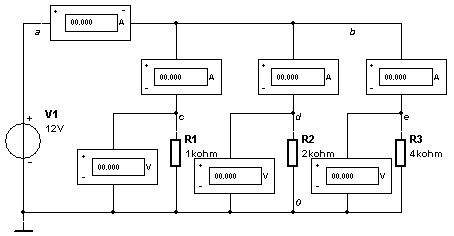 a
+ 00.000 - A
b
+ 00.000 - A
+ 00.000 - A
+ 00.000 - A
c
d
e
V1
12V
+
-
R1
1kohm
R2
2kohm
R3
4kohm
+ 00.000 - V
+ 00.000 - V
+ 00.000 - V
0